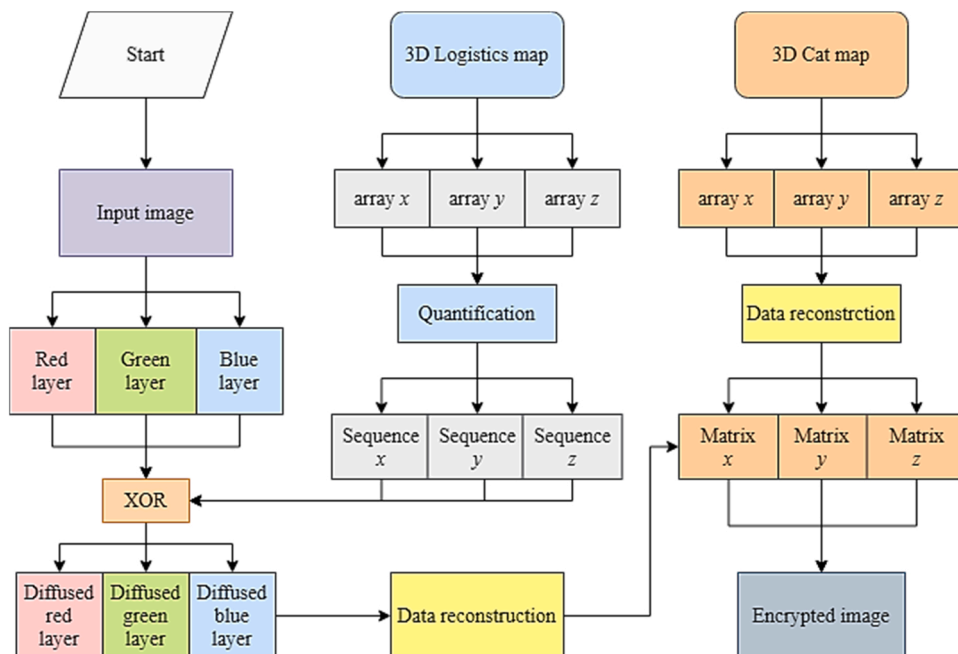 Start
3D Logistics map
3D Cat map
Input image
array x
array y
array z
array x
array y
array z
Quantification
Data reconstrction
Red
layer
Green
layer
Blue
layer
Sequence
x
Sequence
y
Sequence
z
Matrix
x
Matrix
y
Matrix
z
XOR
Diffused
red
layer
Diffused
green
layer
Diffused
blue
layer
Data reconstruction
Encrypted image